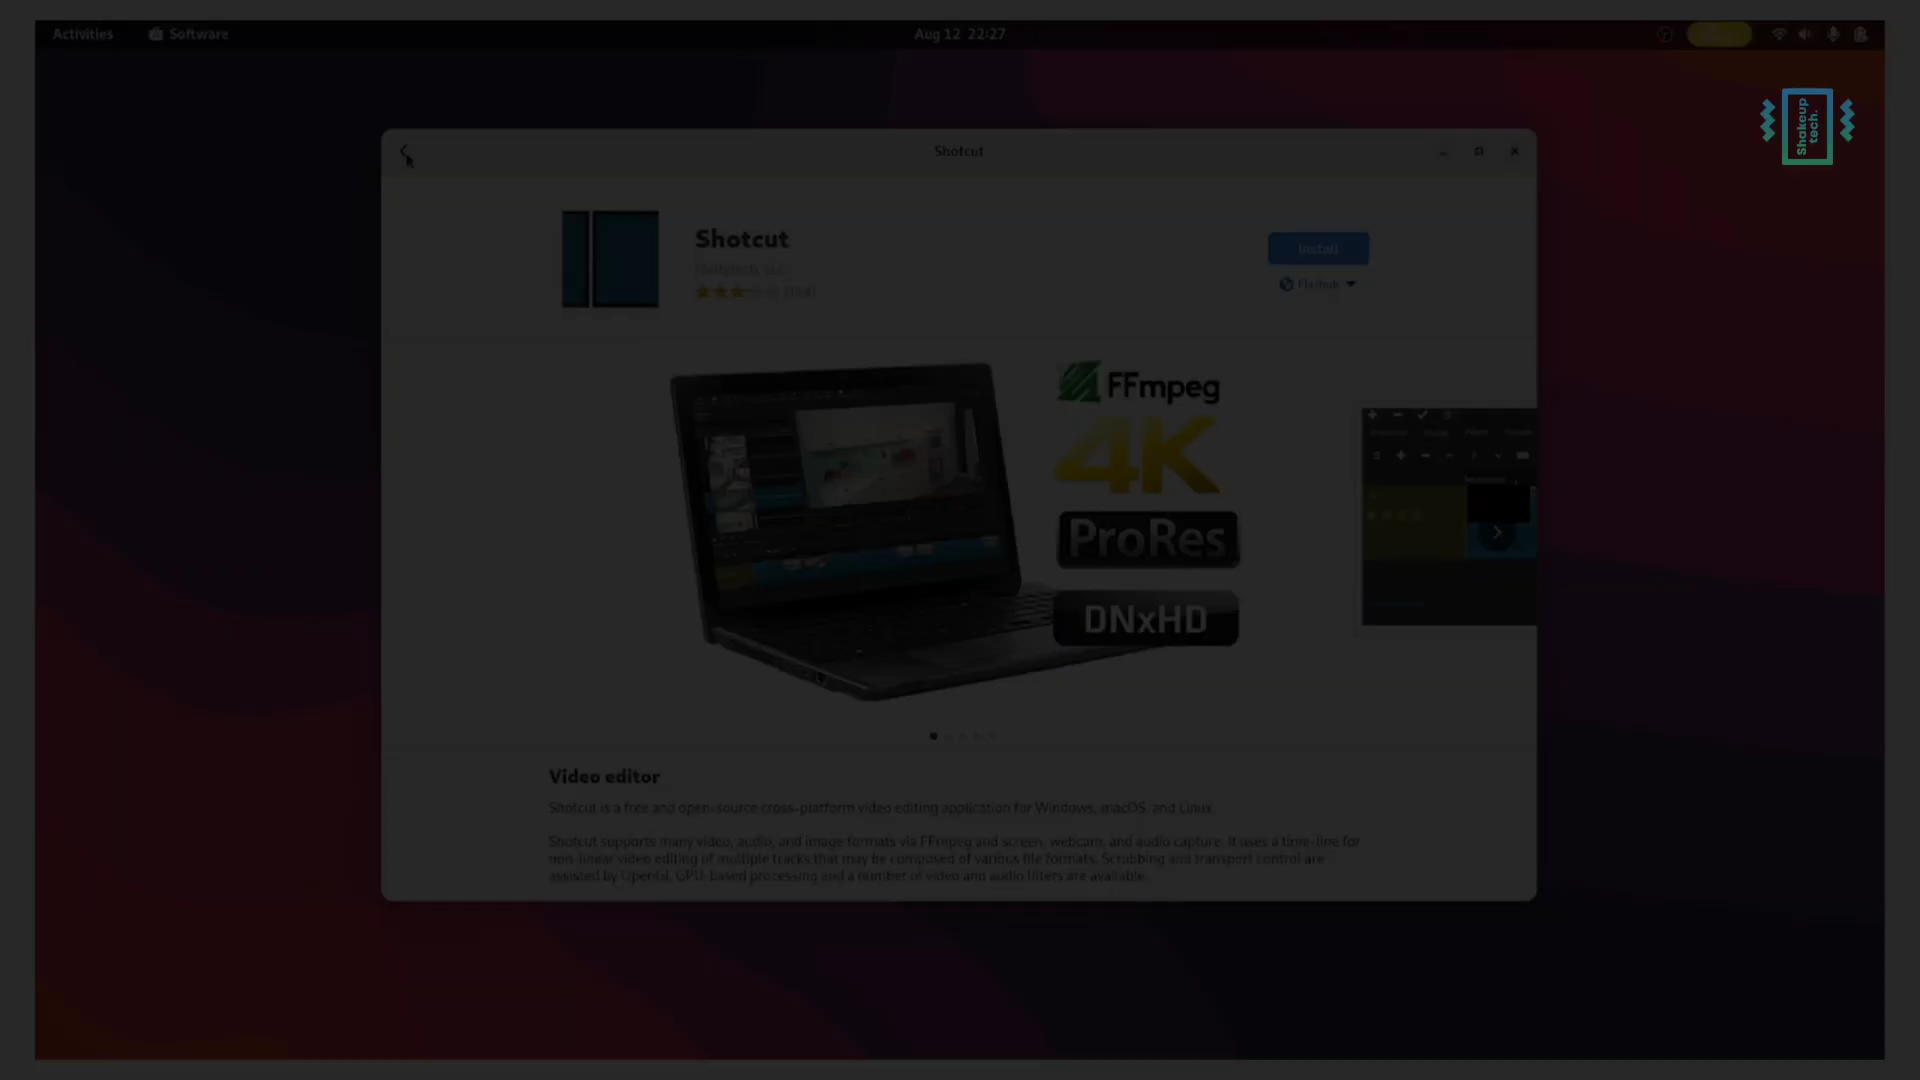 Activities
Software
Aug 12 22:27
Shakeup
tech.
Shotcut
Shotcut
Install
Flathub
FFmpeg
4K
ProRes
DNxHD
Video editor
Shotcut is a free and open-source cross-platform video editing application for Windows, macOS, and Linux.
Shotcut supports many video, audio, and image formats via FFmpeg and screen, webcam, and audio capture. It uses a time-line for
non-linear video editing of multiple tracks that may be composed of various file formats. Scrubbing and transport control are
assisted by OpenGL GPU-based processing and a number of video and audio filters are available.